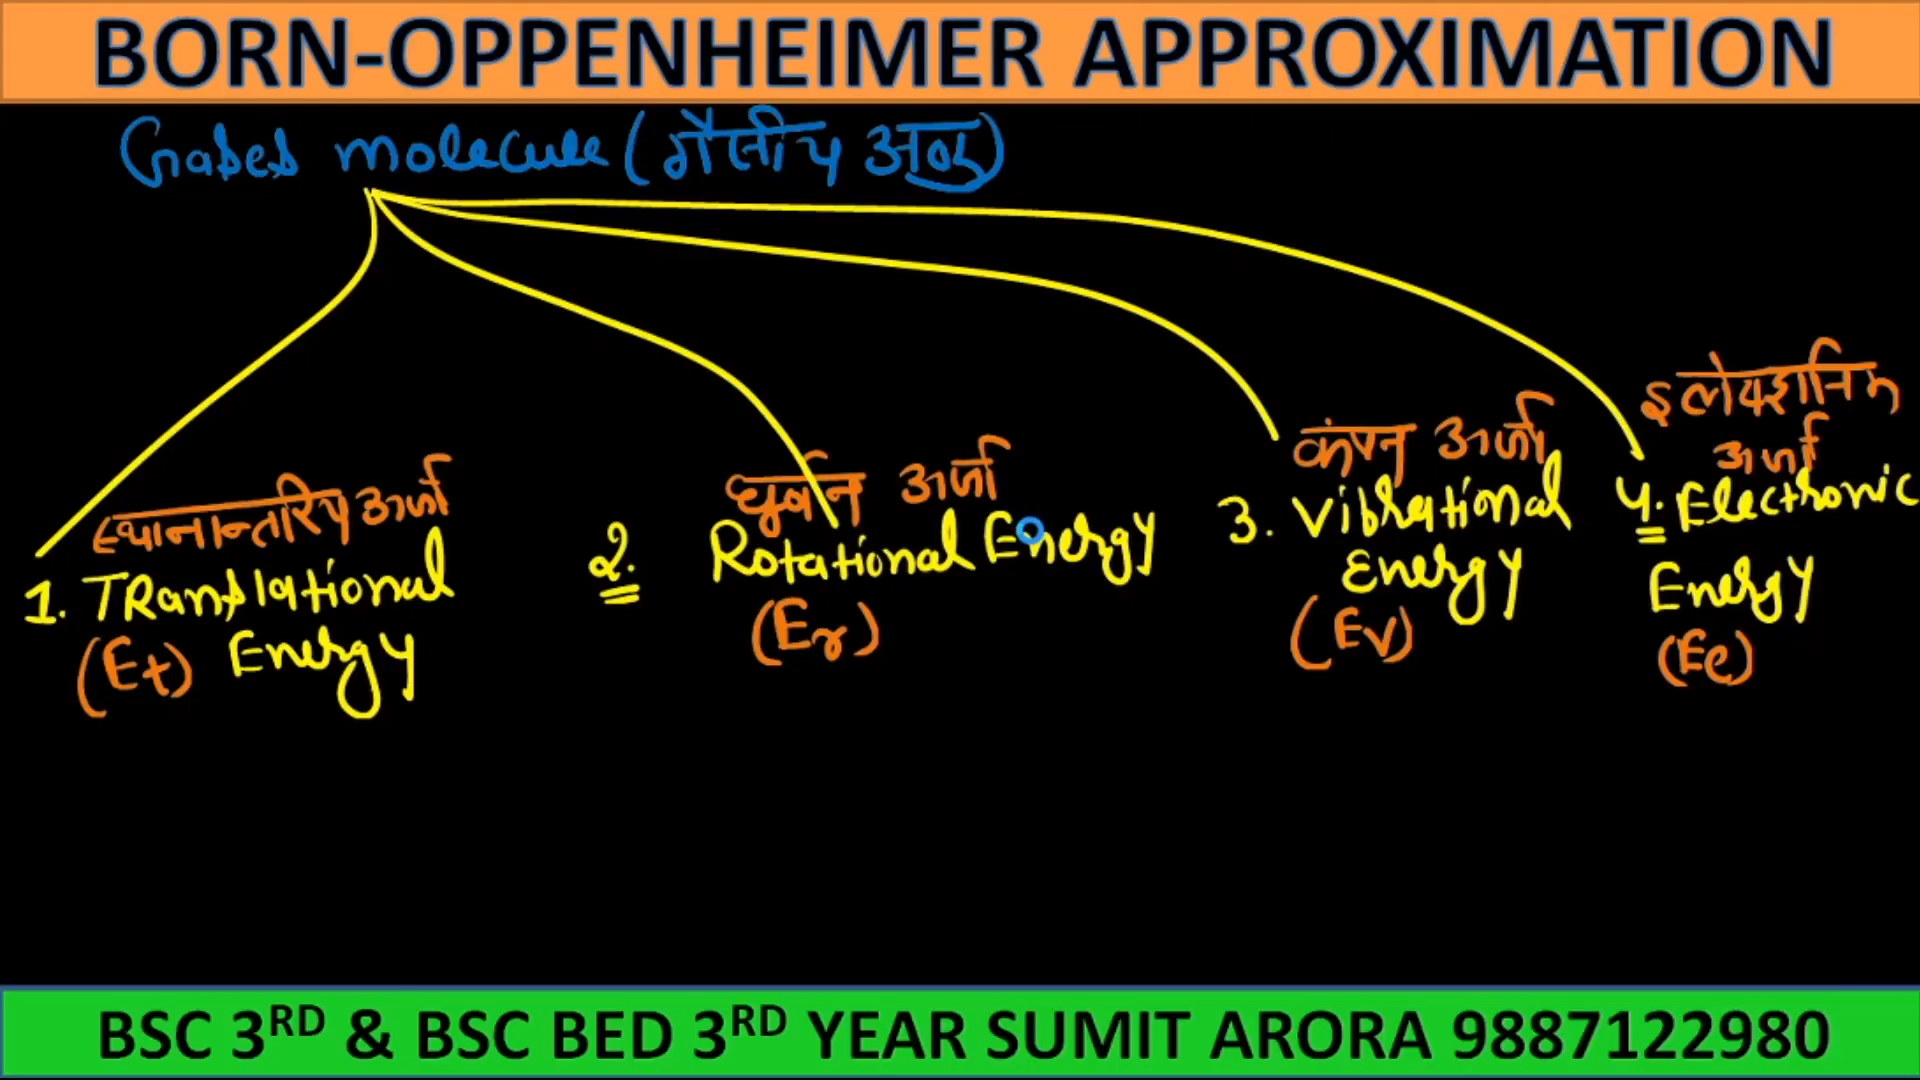 BORN-OPPENHEIMER APPROXIMATION
Gases molecule (गैसीय अणु)
स्थानान्तरिय ऊर्जा
1. Translational
(Et) Energy
घुर्णन ऊर्जा
2. Rotational Energy
(Er)
कंपन ऊर्जा
3. Vibrational
Energy
(Ev)
इलेक्ट्रानिक
ऊर्जा
4. Electronic
Energy
(Ee)
BSC 3RD & BSC BED 3RD YEAR SUMIT ARORA 9887122980